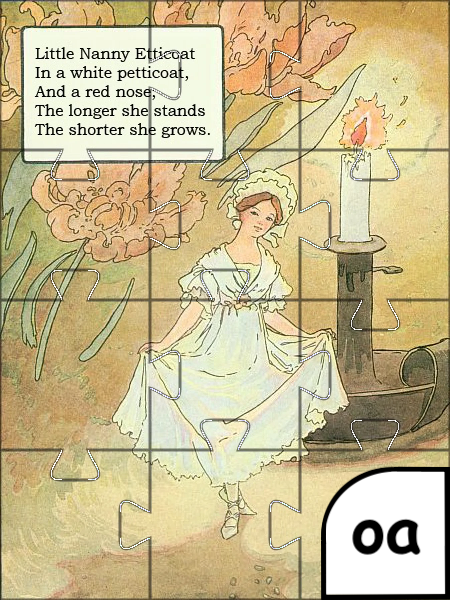 Little Nanny Etticoat
In a white petticoat,
And a red nose,
The longer she stands
The shorter she grows.
oa